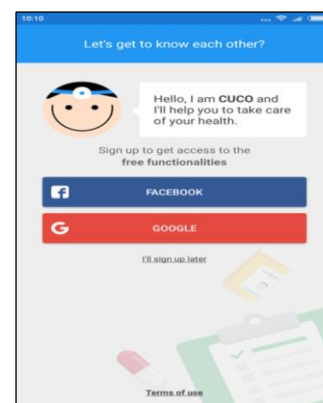 10:10
Let's get to know each other?
Hello, I am CUCO and
I'll help you to take care
of your health.
Sign up to get access to the
free functionalities
FACEBOOK
GOOGLE
I'll sign up later
Terms of use